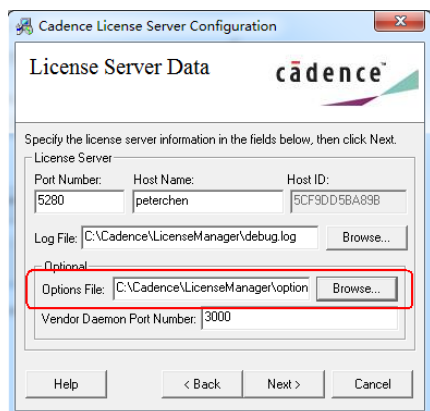 Cadence License Server Configuration
License Server Data
cādence
Specify the license server information in the fields below, then click Next.
License Server
Port Number: Host Name: Host ID:
5280 peterchen 5CF9DD5BA89B
Log File: C:\Cadence\LicenseManager\debug.log Browse...
Optional
Options File: C:\Cadence\LicenseManager\option Browse...
Vendor Daemon Port Number: 3000
Help < Back Next > Cancel